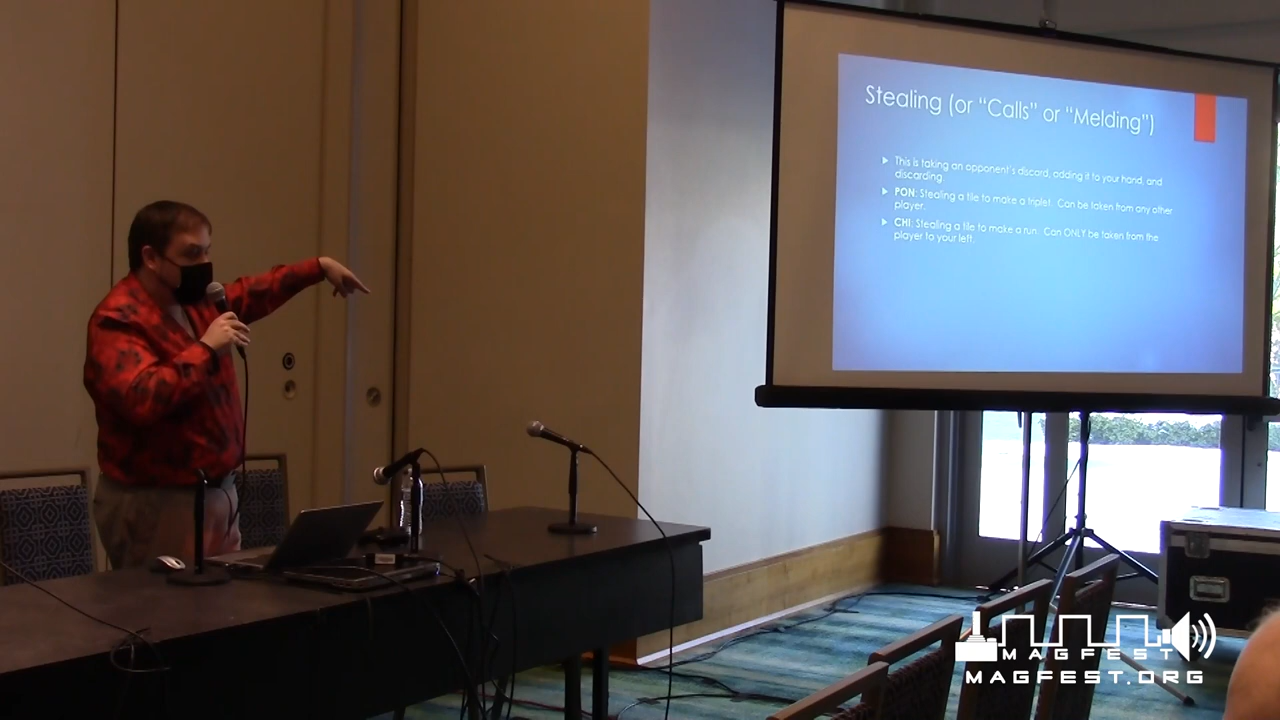 Stealing (or “Calls” or “Melding”)
This is taking an opponent’s discard, adding it to your hand, and
discarding
PON: Stealing a tile to make a triplet. Can be taken from any other
player.
CHI: Stealing a tile to make a run. Can ONLY be taken from the
player to your left.
MAGFEST
MAGFEST.ORG